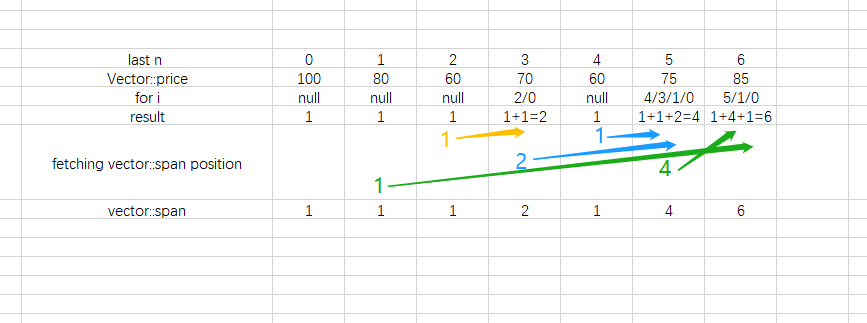 last n 0 1 2 3 4 5 6
Vector::price 100 80 60 70 60 75 85
for i null null null 2/0 null 4/3/1/0 5/1/0
result 1 1 1 1+1=2 1 1+1+2=4 1+4+1=6
1 1
fetching vector::span position 2 4
1
vector::span 1 1 1 2 1 4 6